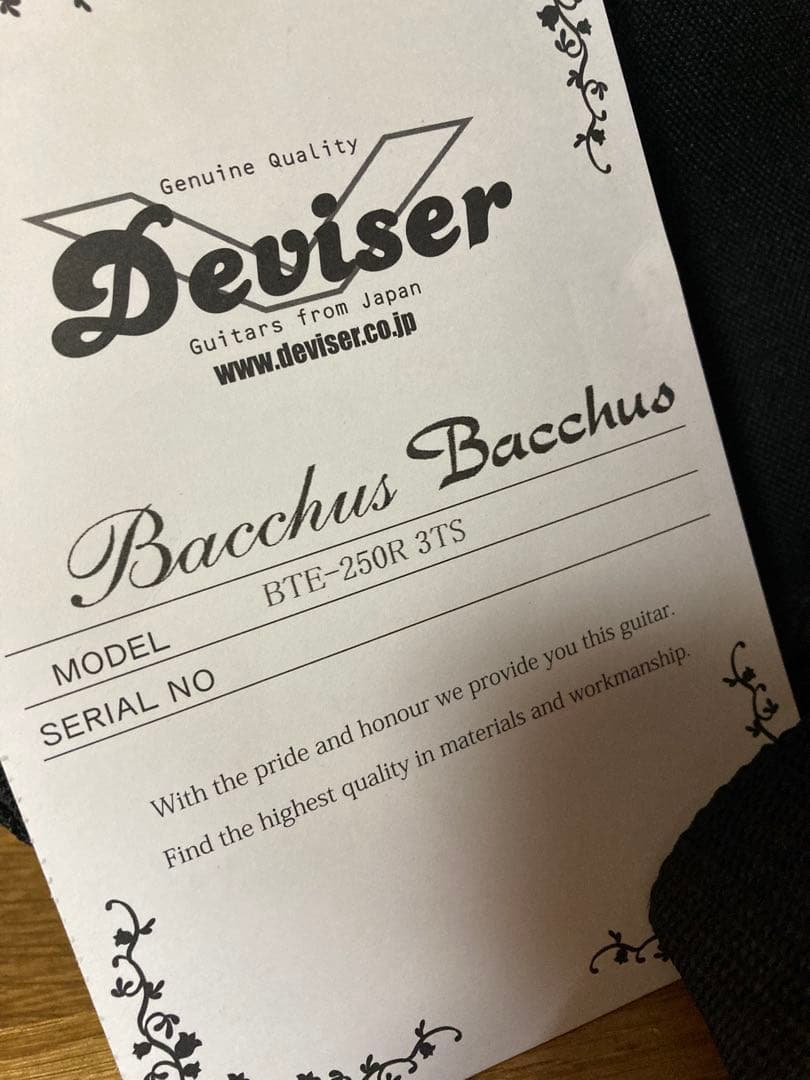 Genuine Quality
Deviser
Guitars from Japan
www.deviser.co.jp
Bacchus Bacchus
MODEL BTE-250R 3TS
SERIAL NO
With the pride and honour we provide you this guitar.
Find the highest quality in materials and workmanship.